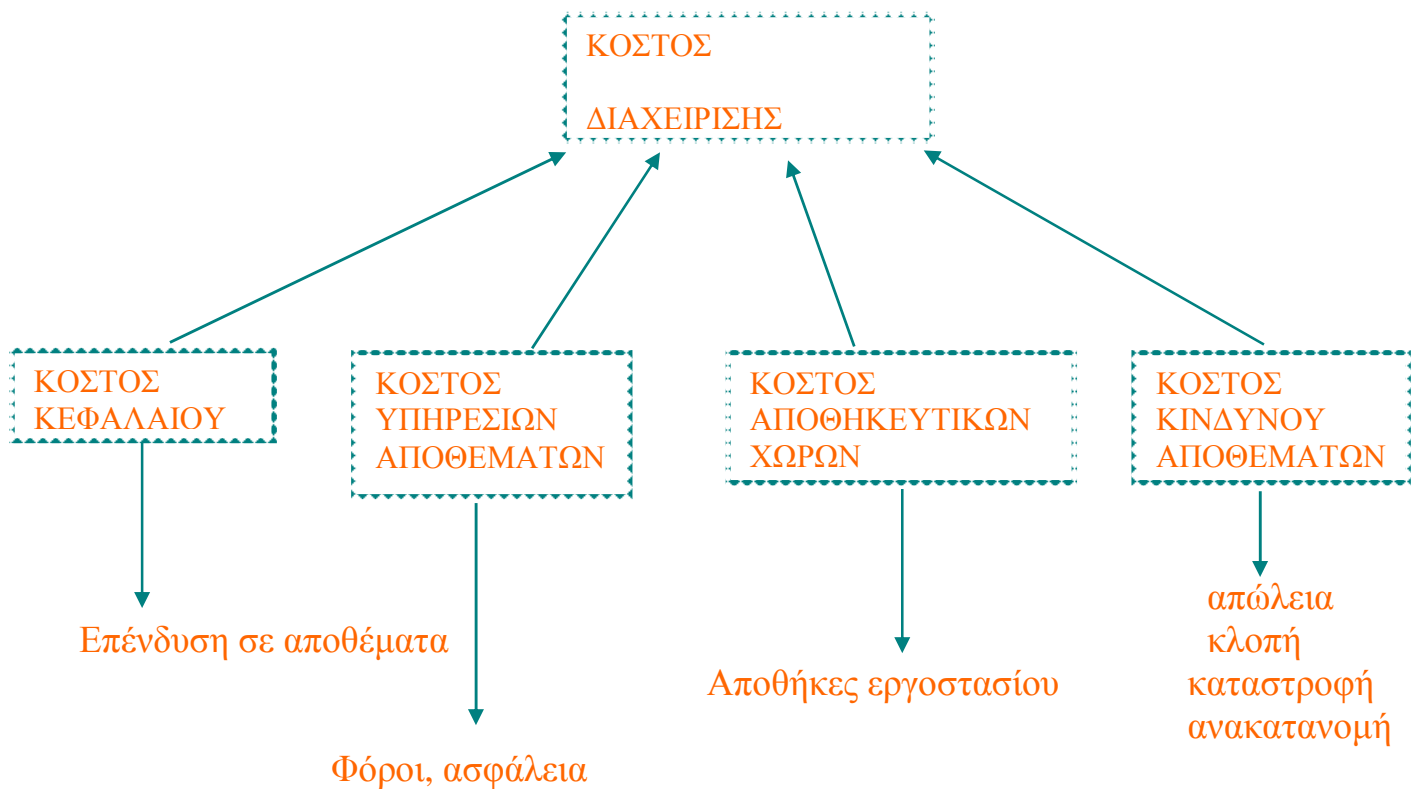 ΚΟΣΤΟΣ
ΔΙΑΧΕΙΡΙΣΗΣ
ΚΟΣΤΟΣ
ΚΕΦΑΛΑΙΟΥ
ΚΟΣΤΟΣ
ΥΠΗΡΕΣΙΩΝ
ΑΠΟΘΕΜΑΤΩΝ
ΚΟΣΤΟΣ
ΑΠΟΘΗΚΕΥΤΙΚΩΝ
ΧΩΡΩΝ
ΚΟΣΤΟΣ
ΚΙΝΔΥΝΟΥ
ΑΠΟΘΕΜΑΤΩΝ
Επένδυση σε αποθέματα
Φόροι, ασφάλεια
Αποθήκες εργοστασίου
απώλεια
κλοπή
καταστροφή
ανακατανομή